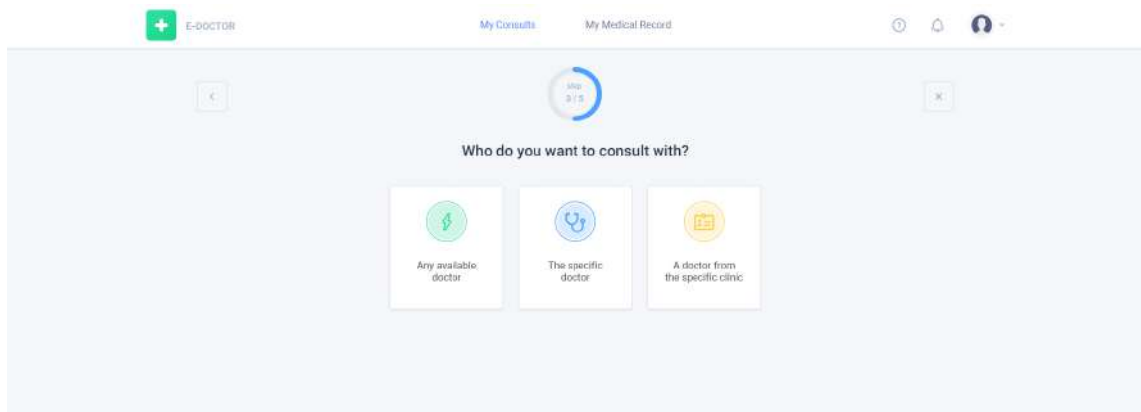 E-DOCTOR
My Consults
My Medical Record
step
3 / 5
Who do you want to consult with?
Any available
doctor
The specific
doctor
A doctor from
the specific clinic